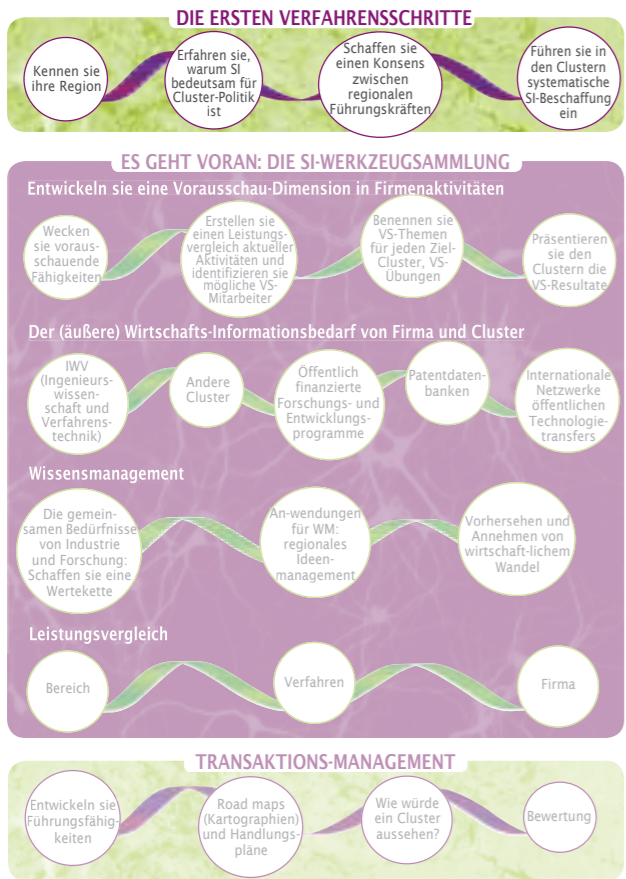 DIE ERSTEN VERFAHRENSSCHRITTE
Kennen sie
ihre Region
Erfahren sie,
warum SI
bedeutsam für
Cluster-Politik
ist
Schaffen sie
einen Konsens
zwischen
regionalen
Führungskräften
Führen sie in
den Clustern
systematische
SI-Beschaffung
ein
ES GEHT VORAN: DIE SI-WERKZEUGSAMMLUNG
Entwickeln sie eine Vorausschau-Dimension in Firmenaktivitäten
Wecken
sie voraus-
schauende
Fähigkeiten
Erstellen sie
einen Leistungs-
vergleich aktueller
Aktivitäten und
identifizieren sie
mögliche VS-
Mitarbeiter
Benennen sie
VS-Themen
für jeden Ziel-
Cluster, VS-
Übungen
Präsentieren
sie den
Clustern die
VS-Resultate
Der (äußere) Wirtschafts-Informationsbedarf von Firma und Cluster
IWV
(Ingenieurs-
wissen-
schaft und
Verfahrens-
technik)
Andere
Cluster
Öffentlich
finanzierte
Forschungs- und
Entwicklungs-
programme
Patentdaten-
banken
Internationale
Netzwerke
öffentlichen
Technologie-
transfers
Wissensmanagement
Die gemein-
samen Bedürfnisse
von Industrie
und Forschung:
Schaffen sie eine
Wertekette
An-wendungen
für WM:
regionales
Ideen-
management
Vorhersehen und
Annehmen von
wirtschaft-lichem
Wandel
Leistungsvergleich
Bereich
Verfahren
Firma
TRANSAKTIONS-MANAGEMENT
Entwickeln sie
Führungsfähig-
keiten
Road maps
(Kartographien)
und Handlungs-
pläne
Wie würde
ein Cluster
aussehen?
Bewertung